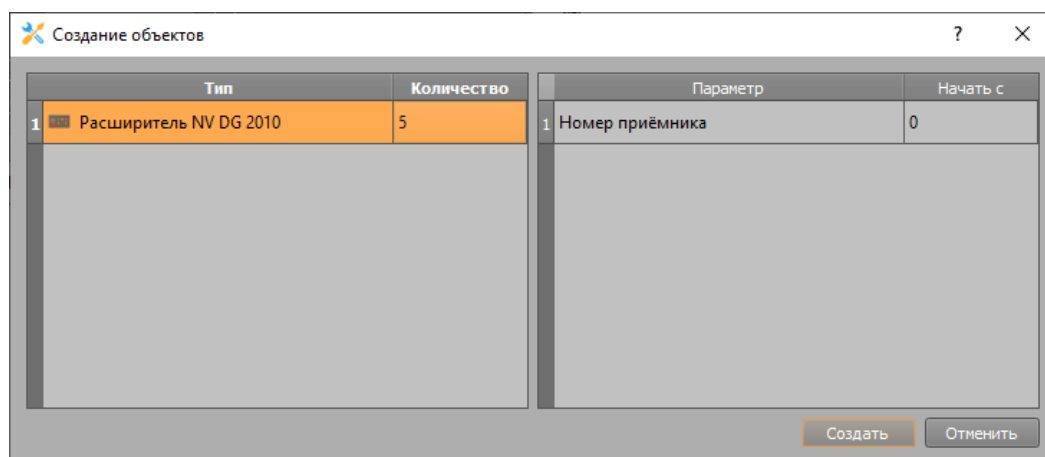 Создание объектов
Тип Количество Параметр Начать с
1 Расширитель NV DG 2010 5 1 Номер приёмника 0
Создать Отменить